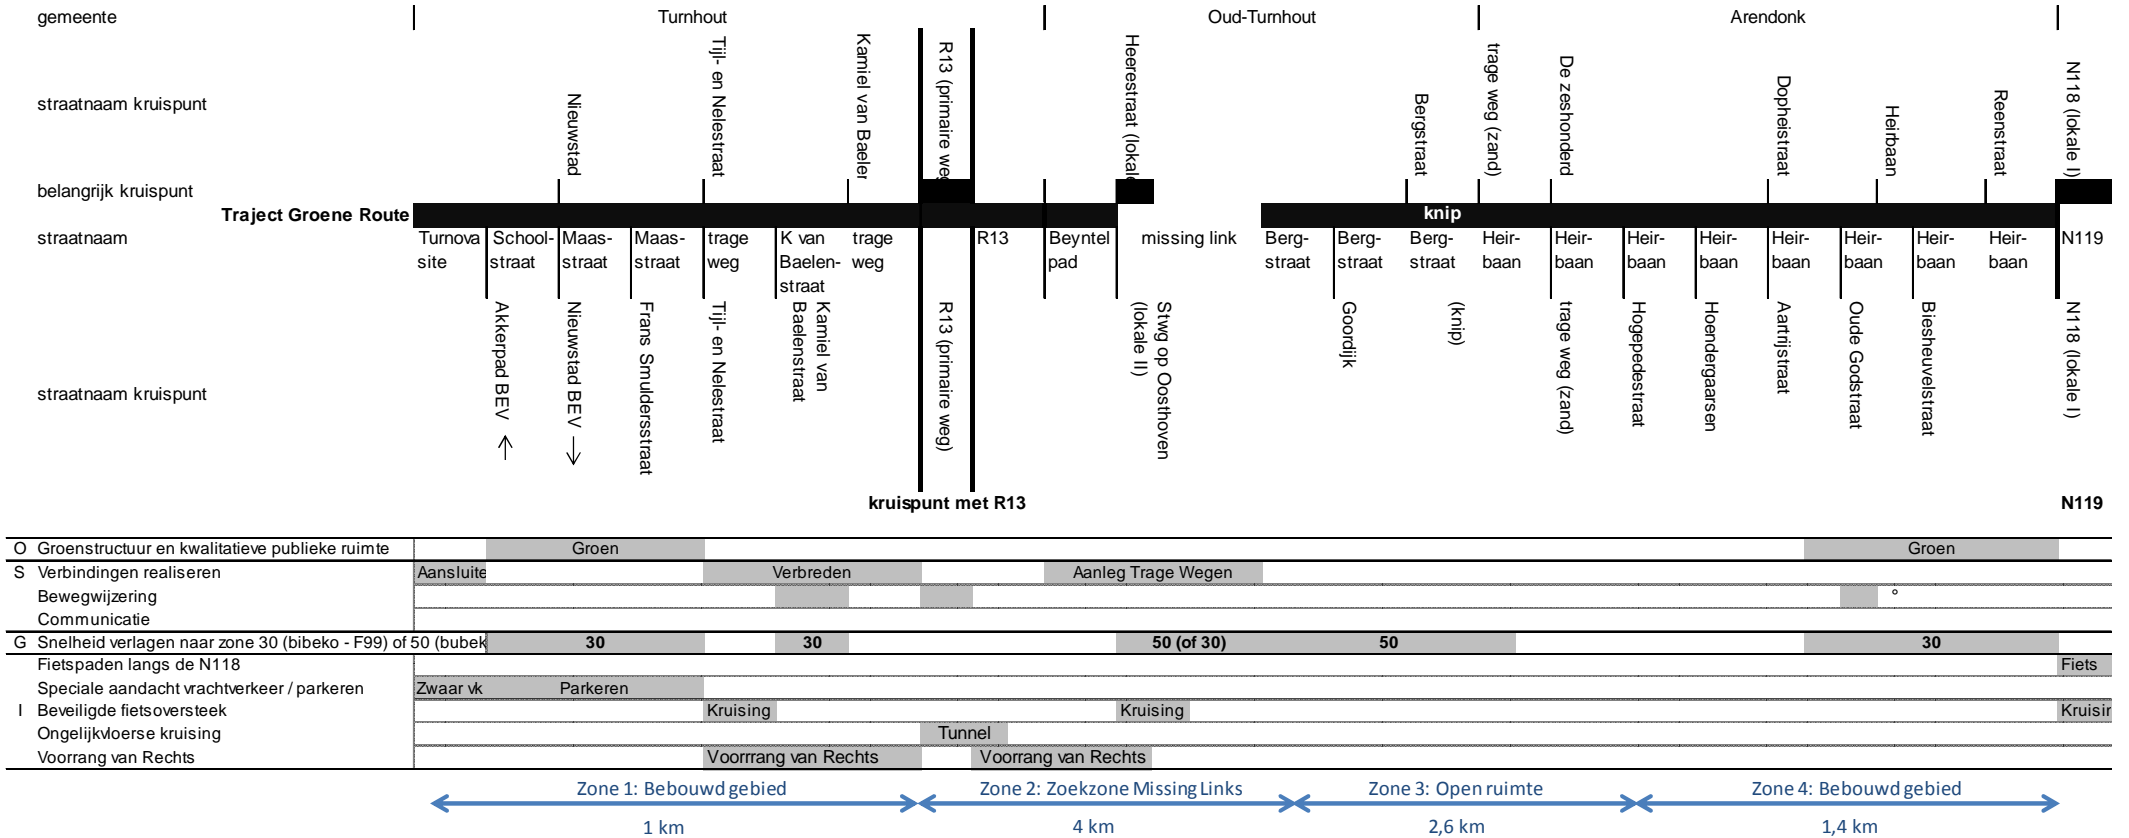 gemeente Turnhout Oud-Turnhout Arendonk
straatnaam kruispunt Nieuwstad Tijl- en Nelestraat Kamiel van Baeler R13 (primaire weg Heerestraat (lokale Bergstraat trage weg (zand) De zeshonderd Dopheistraat Heirbaan Reenstraat N118 (lokale I)
belangrijk kruispunt
Traject Groene Route knip
straatnaam Turnova site School-straat Maas-straat Maas-straat trage weg K van Baelen-straat trage weg R13 Beyntel pad missing link Berg-straat Berg-straat Berg-straat Heir-baan Heir-baan Heir-baan Heir-baan Heir-baan Heir-baan Heir-baan Heir-baan N119
straatnaam kruispunt Akkerpad BEV → Nieuwstad BEV → Frans Smuldersstraat Tijl- en Nelestraat Kamiel van Baelenstraat R13 (primaire weg) Stwg op Oosthoven (lokale II) Goordijk (knip) trage weg (zand) Hogepedestraat Hoendergaarsen Aartrijstraat Oude Godstraat Biesheuvelstraat N118 (lokale I)
kruispunt met R13 N119
O Groenstructuur en kwalitatieve publieke ruimte Groen Groen
S Verbindingen realiseren Aansluite Verbreden Aanleg Trage Wegen
Bewegwijzering °
Communicatie
G Snelheid verlagen naar zone 30 (bibeko - F99) of 50 (bubek 30 30 50 (of 30) 50 30
Fietspaden langs de N118 Fiets
Speciale aandacht vrachtverkeer / parkeren Zwaar vk Parkeren
I Beveiligde fietsoversteek Kruising Kruising Kruisir
Ongelijkvloerse kruising Tunnel
Voorrang van Rechts Voorrrang van Rechts Voorrang van Rechts
Zone 1: Bebouwd gebied Zone 2: Zoekzone Missing Links Zone 3: Open ruimte Zone 4: Bebouwd gebied
1 km 4 km 2,6 km 1,4 km